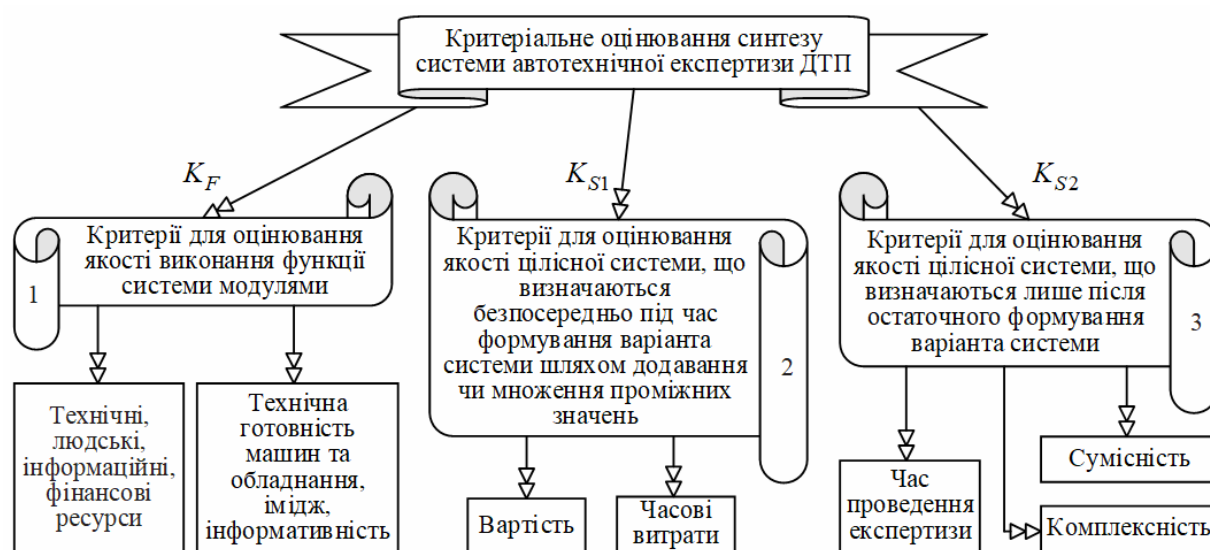 Критеріальне оцінювання синтезу
системи автотехнічної експертизи ДТП
K_F
K_S1
K_S2
1
Критерії для оцінювання
якості виконання функції
системи модулями
Критерії для оцінювання
якості цілісної системи, що
визначаються
безпосередньо під час
формування варіанта
системи шляхом додавання
чи множення проміжних
значень
2
Критерії для оцінювання
якості цілісної системи, що
визначаються лише після
остаточного формування
варіанта системи
3
Технічні,
людські,
інформаційні,
фінансові
ресурси
Технічна
готовність
машин та
обладнання,
імідж,
інформативність
Вартість
Часові
витрати
Час
проведення
експертизи
Сумісність
Комплексність